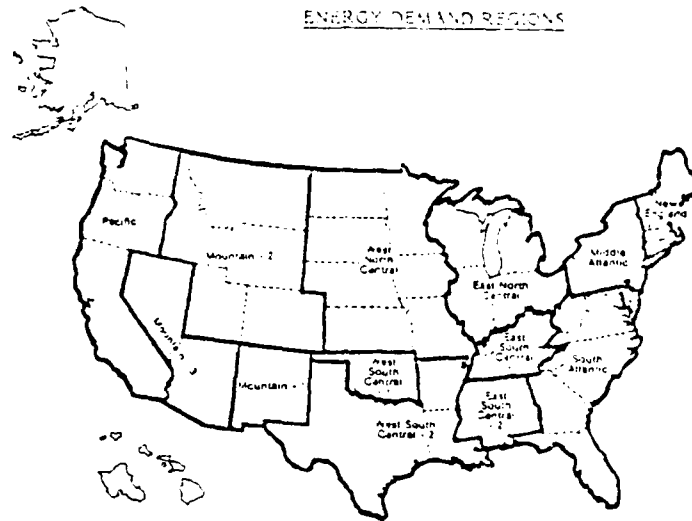 ENERGY DEMAND REGIONS
Pacific
Mountain - 2
West
North
Central
East North
Central
Middle
Atlantic
New
England
Mountain - 3
Mountain -
West
South
Central
East
South
Central
South
Atlantic
West South
Central - 2
East
South
Central
- 2